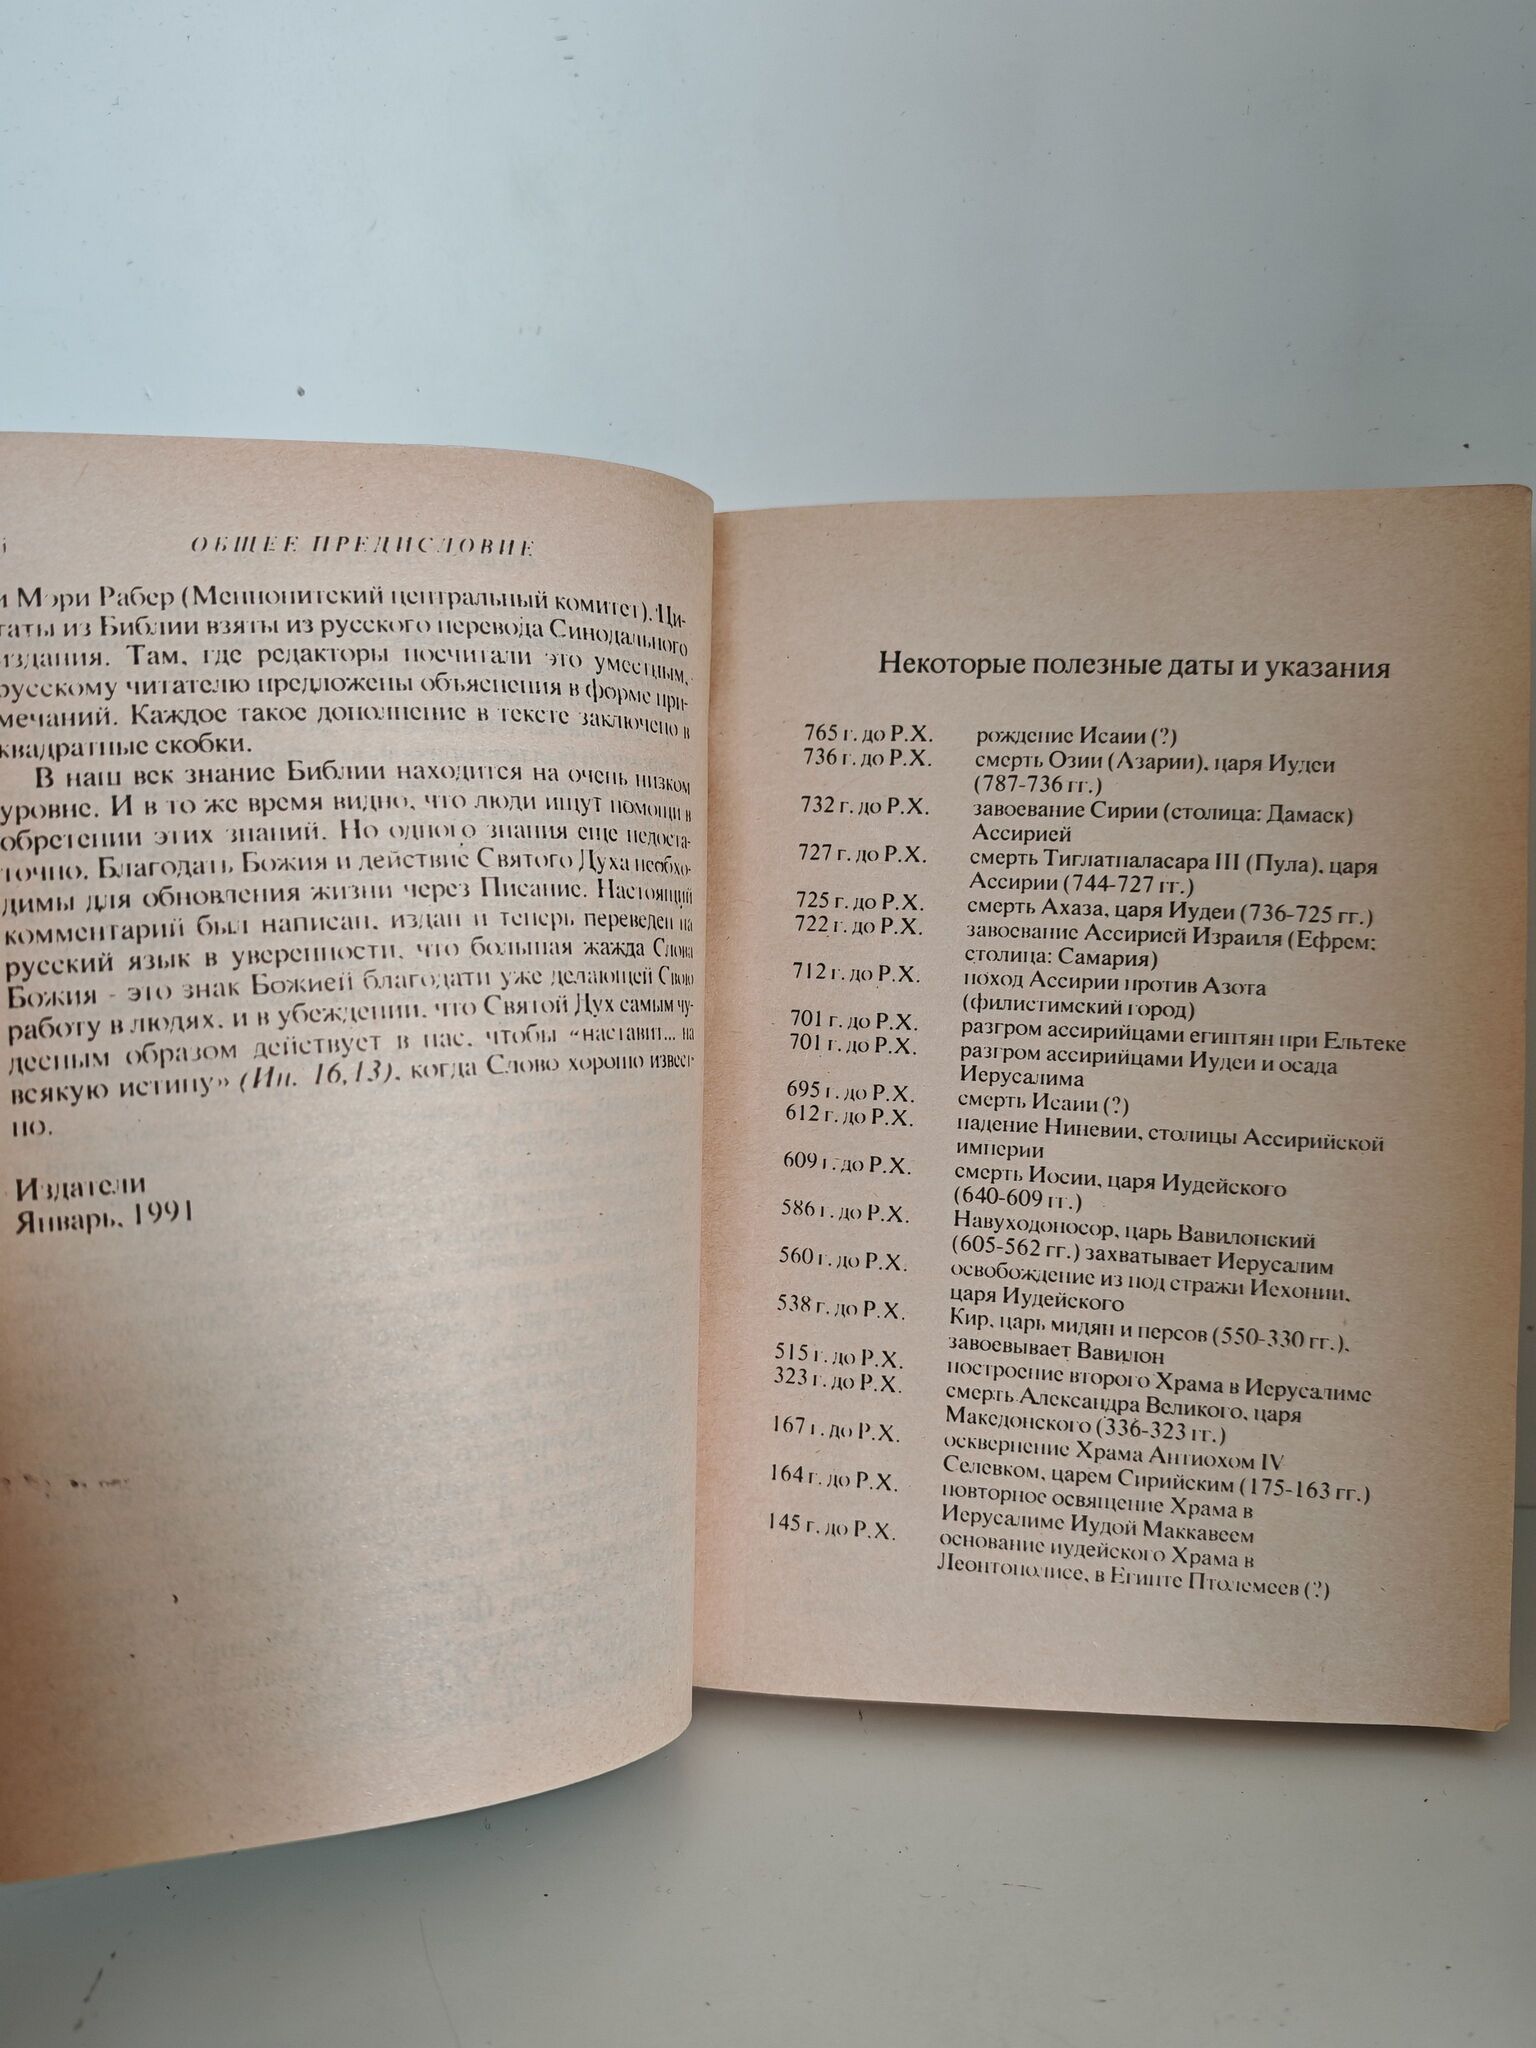 ОБЩЕЕ ПРЕДИСЛОВИЕ
и Мэри Рабер (Меннонитский центральный комитет). Ци-
таты из Библии взяты из русского перевода Синодального
издания. Там, где редакторы посчитали это уместным,
русскому читателю предложены объяснения в форме при-
мечаний. Каждое такое дополнение в тексте заключено в
квадратные скобки.
В наш век знание Библии находится на очень низком
уровне. И в то же время видно, что люди ищут помощи в
обретении этих знаний. Но одного знания еще недоста-
точно. Благодать Божия и действие Святого Духа необхо-
димы для обновления жизни через Писание. Настоящий
комментарий был написан, издан и теперь переведен на
русский язык в уверенности, что большая жажда Слова
Божия - это знак Божией благодати уже делающей Свою
работу в людях, и в убеждении, что Святой Дух самым чу-
десным образом действует в нас, чтобы «наставит... на
всякую истину» (Ин. 16,13), когда Слово хорошо извест-
но.
Издатели
Январь, 1991
Некоторые полезные даты и указания
765 г. до Р.Х. рождение Исаии (?)
736 г. до Р.Х. смерть Озии (Азарии), царя Иудеи
(787-736 гг.)
732 г. до Р.Х. завоевание Сирии (столица: Дамаск)
Ассирией
727 г. до Р.Х. смерть Тиглатпаласара III (Пула), царя
Ассирии (744-727 гг.)
725 г. до Р.Х. смерть Ахаза, царя Иудеи (736-725 гг.)
722 г. до Р.Х. завоевание Ассирией Израиля (Ефрем;
столица: Самария)
712 г. до Р.Х. поход Ассирии против Азота
(филистимский город)
701 г. до Р.Х. разгром ассирийцами египтян при Ельтеке
701 г. до Р.Х. разгром ассирийцами Иудеи и осада
Иерусалима
695 г. до Р.Х. смерть Исаии (?)
612 г. до Р.Х. падение Ниневии, столицы Ассирийской
империи
609 г. до Р.Х. смерть Иосии, царя Иудейского
(640-609 гг.)
586 г. до Р.Х. Навуходоносор, царь Вавилонский
(605-562 гг.) захватывает Иерусалим
560 г. до Р.Х. освобождение из под стражи Иехонии,
царя Иудейского
538 г. до Р.Х. Кир, царь мидян и персов (550-330 гг.),
завоевывает Вавилон
515 г. до Р.Х. построение второго Храма в Иерусалиме
323 г. до Р.Х. смерть Александра Великого, царя
Македонского (336-323 гг.)
167 г. до Р.Х. осквернение Храма Антиохом IV
Селевком, царем Сирийским (175-163 гг.)
164 г. до Р.Х. повторное освящение Храма в
Иерусалиме Иудой Маккавеем
145 г. до Р.Х. основание иудейского Храма в
Леонтополисе, в Египте Птолемеев (?)